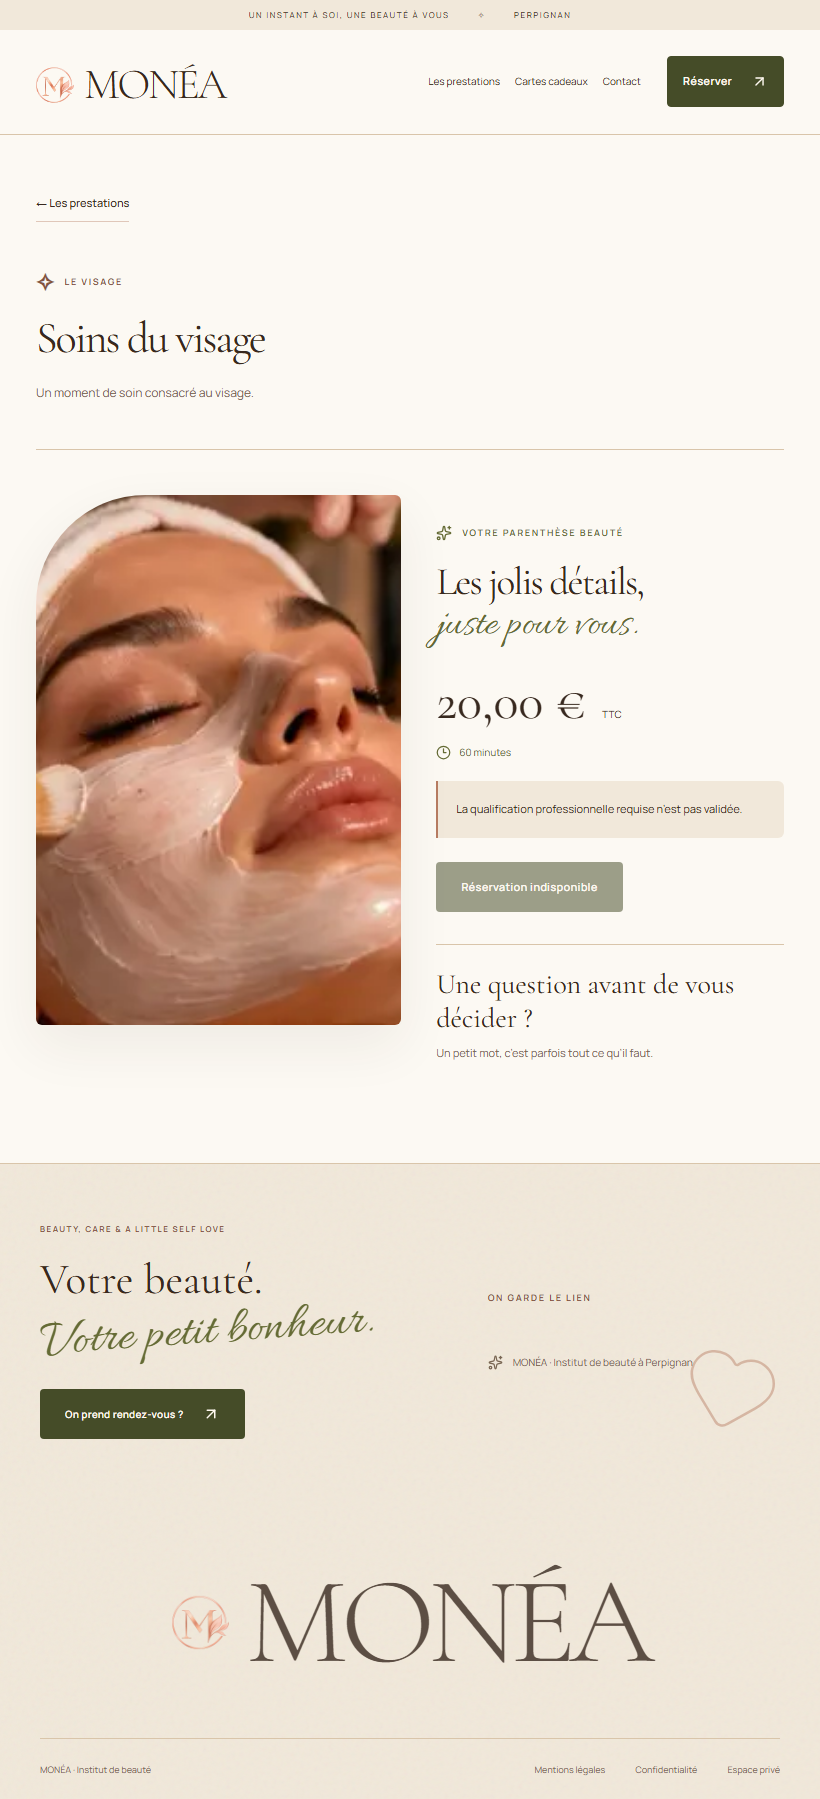 UN INSTANT À SOI, UNE BEAUTÉ À VOUS ✧ PERPIGNAN
MONÉA
Les prestations Cartes cadeaux Contact Réserver ↗
← Les prestations
LE VISAGE
Soins du visage
Un moment de soin consacré au visage.
VOTRE PARENTHÈSE BEAUTÉ
Les jolis détails,
juste pour vous.
20,00 € TTC
60 minutes
La qualification professionnelle requise n'est pas validée.
Réservation indisponible
Une question avant de vous
décider ?
Un petit mot, c'est parfois tout ce qu'il faut.
BEAUTY, CARE & A LITTLE SELF LOVE
Votre beauté.
Votre petit bonheur.
On prend rendez-vous ? ↗
ON GARDE LE LIEN
MONÉA · Institut de beauté à Perpignan
M MONÉA
MONÉA · Institut de beauté
Mentions légales Confidentialité Espace privé